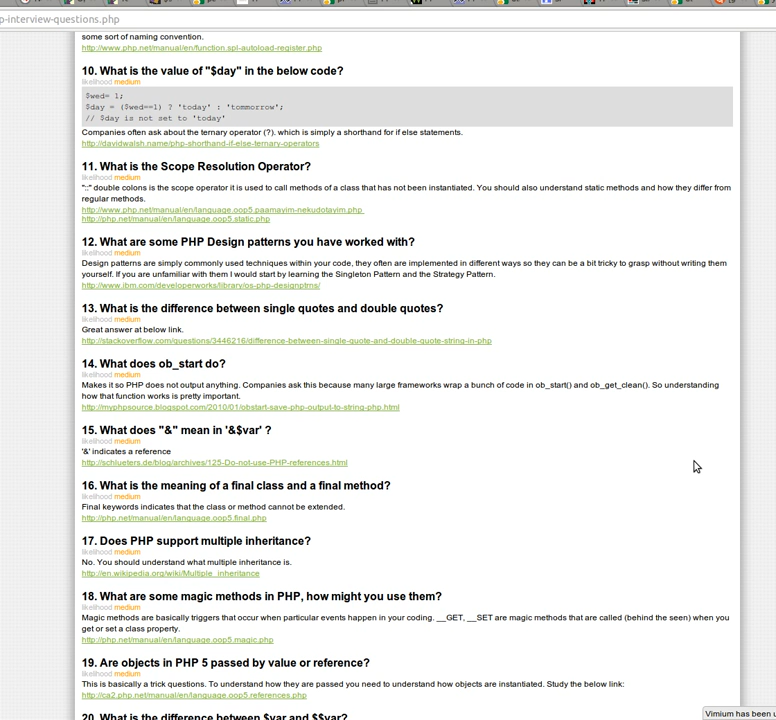 p-interview-questions.php
some sort of naming convention.
http://www.php.net/manual/en/function.spl-autoload-register.php
10. What is the value of "$day" in the below code?
likelihood medium
$wed= 1;
$day = ($wed==1) ? 'today' : 'tommorrow';
// $day is not set to 'today'
Companies often ask about the ternary operator (?). which is simply a shorthand for if else statements.
http://davidwalsh.name/php-shorthand-if-else-ternary-operators
11. What is the Scope Resolution Operator?
likelihood medium
"::" double colons is the scope operator it is used to call methods of a class that has not been instantiated. You should also understand static methods and how they differ from
regular methods.
http://www.php.net/manual/en/language.oop5.paamayim-nekudotayim.php
http://php.net/manual/en/language.oop5.static.php
12. What are some PHP Design patterns you have worked with?
likelihood medium
Design patterns are simply commonly used techniques within your code, they often are implemented in different ways so they can be a bit tricky to grasp without writing them
yourself. If you are unfamiliar with them I would start by learning the Singleton Pattern and the Strategy Pattern.
http://www.ibm.com/developerworks/library/os-php-designptrns/
13. What is the difference between single quotes and double quotes?
likelihood medium
Great answer at below link.
http://stackoverflow.com/questions/3446216/difference-between-single-quote-and-double-quote-string-in-php
14. What does ob_start do?
likelihood medium
Makes it so PHP does not output anything. Companies ask this because many large frameworks wrap a bunch of code in ob_start() and ob_get_clean(). So understanding
how that function works is pretty important.
http://myphpsource.blogspot.com/2010/01/obstart-save-php-output-to-string-php.html
15. What does "&" mean in '&$var' ?
likelihood medium
'&' indicates a reference
http://schlueters.de/blog/archives/125-Do-not-use-PHP-references.html
16. What is the meaning of a final class and a final method?
likelihood medium
Final keywords indicates that the class or method cannot be extended.
http://php.net/manual/en/language.oop5.final.php
17. Does PHP support multiple inheritance?
likelihood medium
No. You should understand what multiple inheritance is.
http://en.wikipedia.org/wiki/Multiple_inheritance
18. What are some magic methods in PHP, how might you use them?
likelihood medium
Magic methods are basically triggers that occur when particular events happen in your coding. __GET, __SET are magic methods that are called (behind the seen) when you
get or set a class property.
http://php.net/manual/en/language.oop5.magic.php
19. Are objects in PHP 5 passed by value or reference?
likelihood medium
This is basically a trick questions. To understand how they are passed you need to understand how objects are instantiated. Study the below link:
http://ca2.php.net/manual/en/language.oop5.references.php
20. What is the difference between $var and $$var?
Vimium has been u